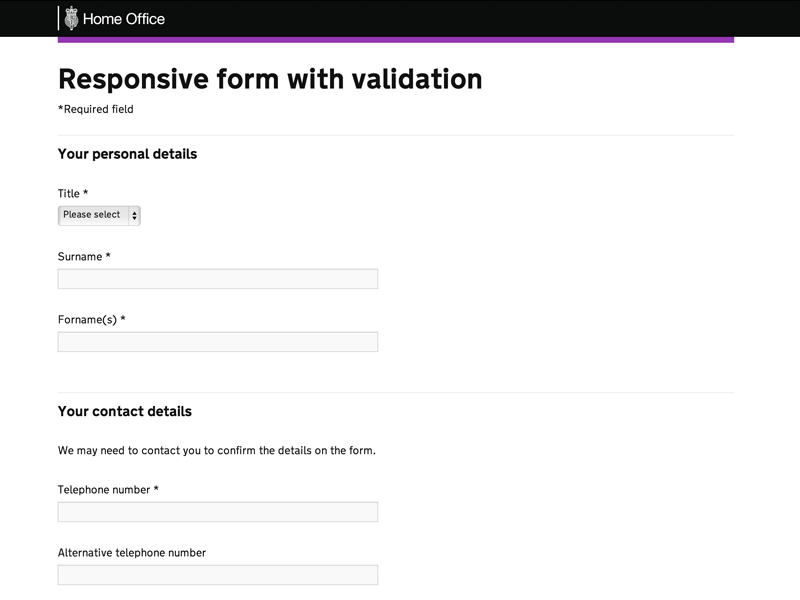 Home Office
Responsive form with validation
*Required field
Your personal details
Title *
Please select
Surname *
Forname(s) *
Your contact details
We may need to contact you to confirm the details on the form.
Telephone number *
Alternative telephone number